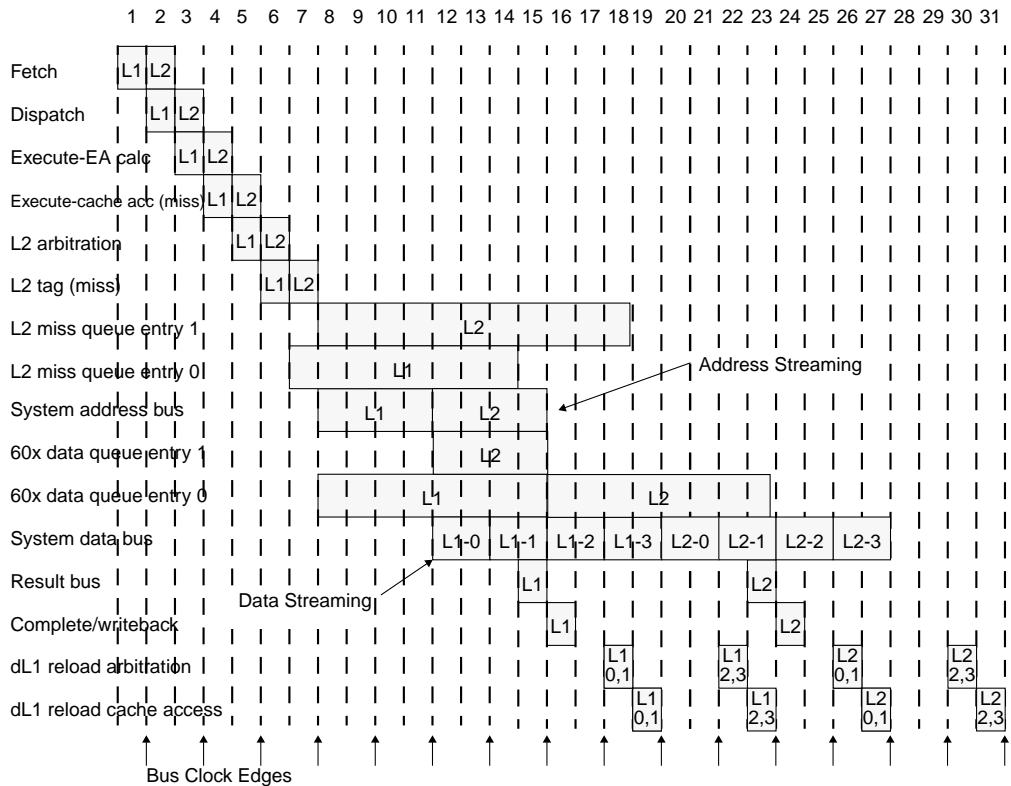 1 2 3 4 5 6 7 8 9 10 11 12 13 14 15 16 17 18 19 20 21 22 23 24 25 26 27 28 29 30 31
Fetch L1 L2
Dispatch L1 L2
Execute-EA calc L1 L2
Execute-cache acc (miss) L1 L2
L2 arbitration L1 L2
L2 tag (miss) L1 L2
L2 miss queue entry 1 L2
L2 miss queue entry 0 L1
Address Streaming
System address bus L1 L2
60x data queue entry 1 L2
60x data queue entry 0 L1 L2
System data bus L1-0 L1-1 L1-2 L1-3 L2-0 L2-1 L2-2 L2-3
Result bus L1 L2
Data Streaming
Complete/writeback L1 L2
dL1 reload arbitration L1 L1 L2 L2
0,1 2,3 0,1 2,3
dL1 reload cache access L1 L1 L2 L2
0,1 2,3 0,1 2,3
Bus Clock Edges